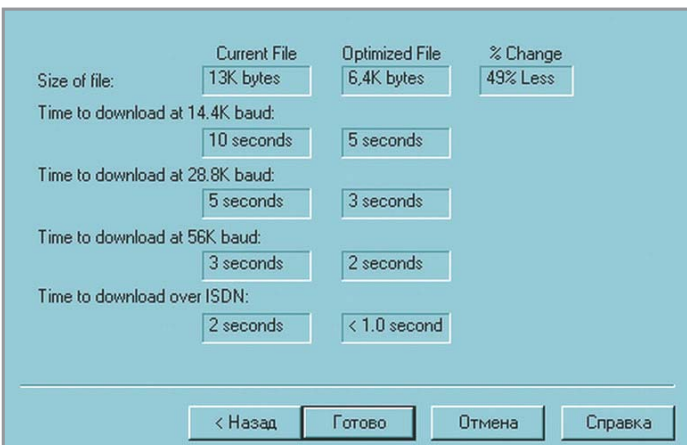 Current File Optimized File % Change
Size of file: 13K bytes 6,4K bytes 49% Less
Time to download at 14.4K baud:
10 seconds 5 seconds
Time to download at 28.8K baud:
5 seconds 3 seconds
Time to download at 56K baud:
3 seconds 2 seconds
Time to download over ISDN:
2 seconds < 1.0 second
< Назад Готово Отмена Справка